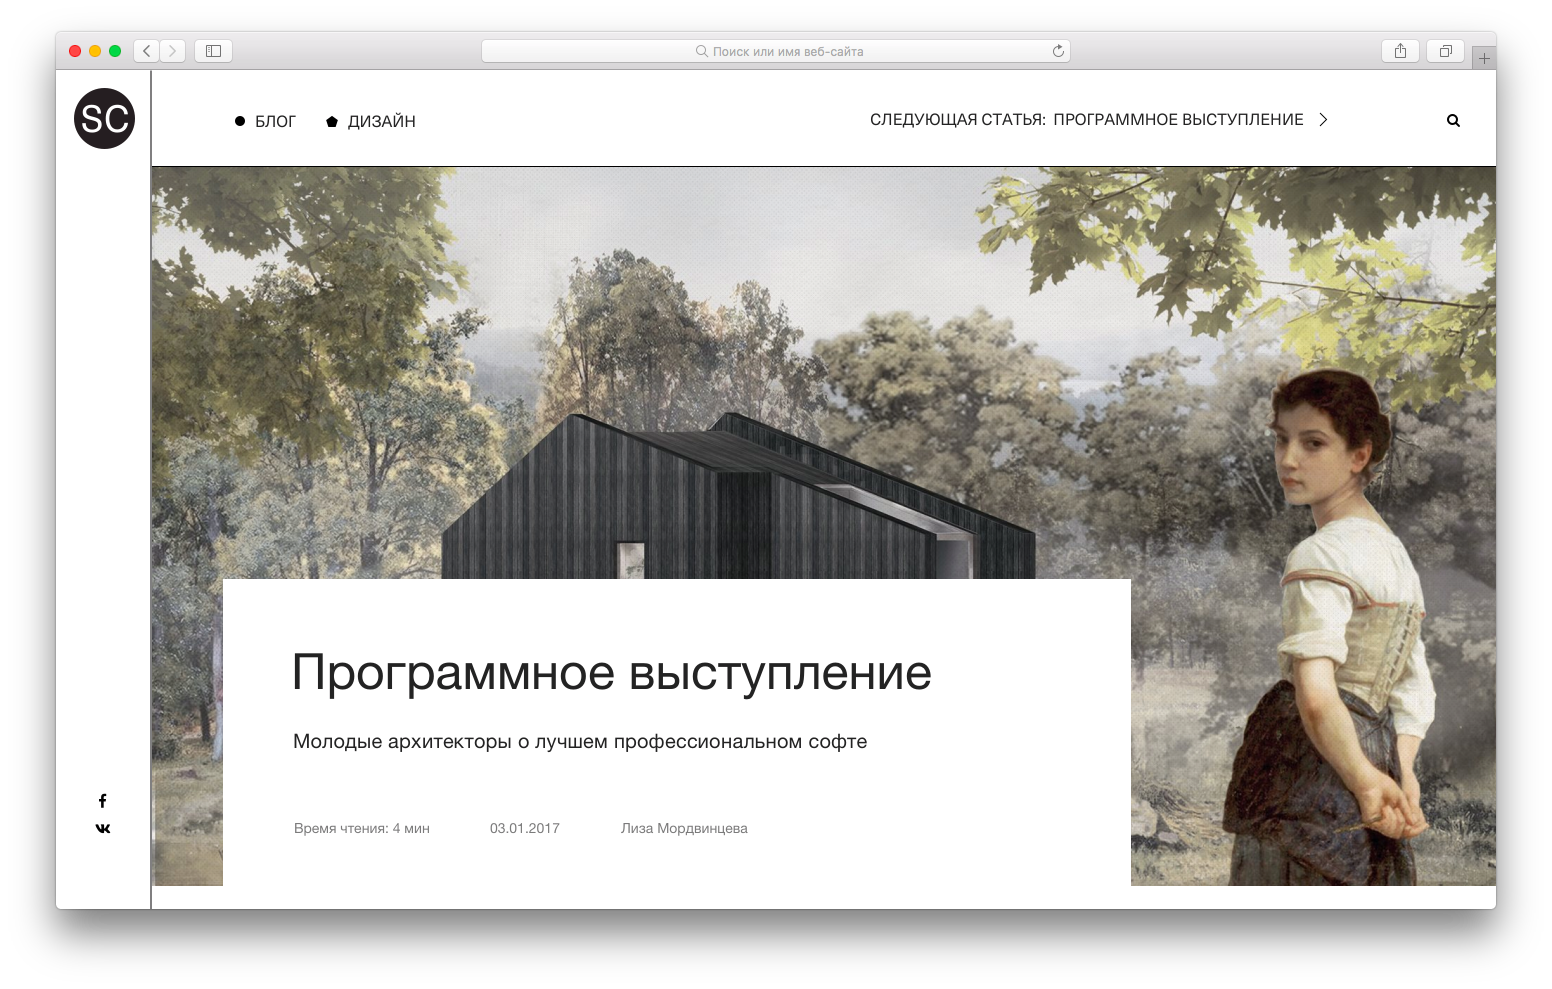 Поиск или имя веб-сайта
SC
БЛОГ
ДИЗАЙН
СЛЕДУЮЩАЯ СТАТЬЯ: ПРОГРАММНОЕ ВЫСТУПЛЕНИЕ
Программное выступление
Молодые архитекторы о лучшем профессиональном софте
Время чтения: 4 мин
03.01.2017
Лиза Мордвинцева